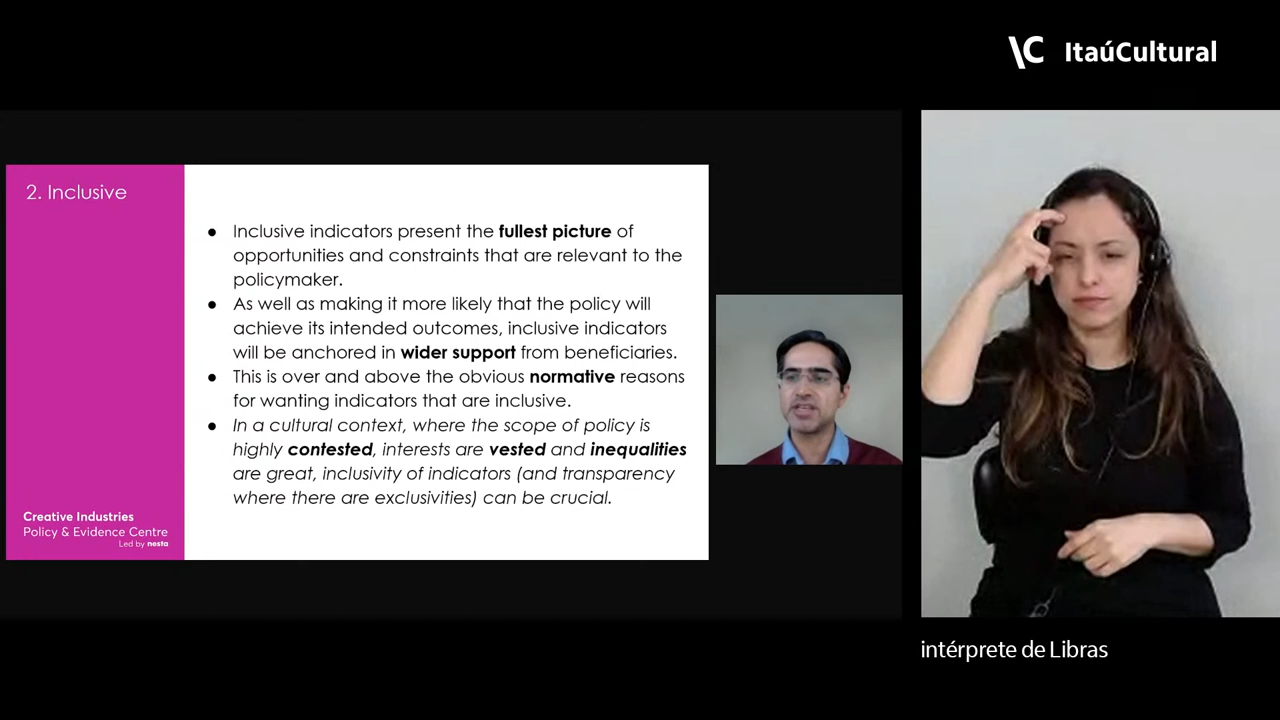 ItaúCultural
2. Inclusive
● Inclusive indicators present the fullest picture of
opportunities and constraints that are relevant to the
policymaker.
● As well as making it more likely that the policy will
achieve its intended outcomes, inclusive indicators
will be anchored in wider support from beneficiaries.
● This is over and above the obvious normative reasons
for wanting indicators that are inclusive.
● In a cultural context, where the scope of policy is
highly contested, interests are vested and inequalities
are great, inclusivity of indicators (and transparency
where there are exclusivities) can be crucial.
Creative Industries
Policy & Evidence Centre
Led by nesta
intérprete de Libras